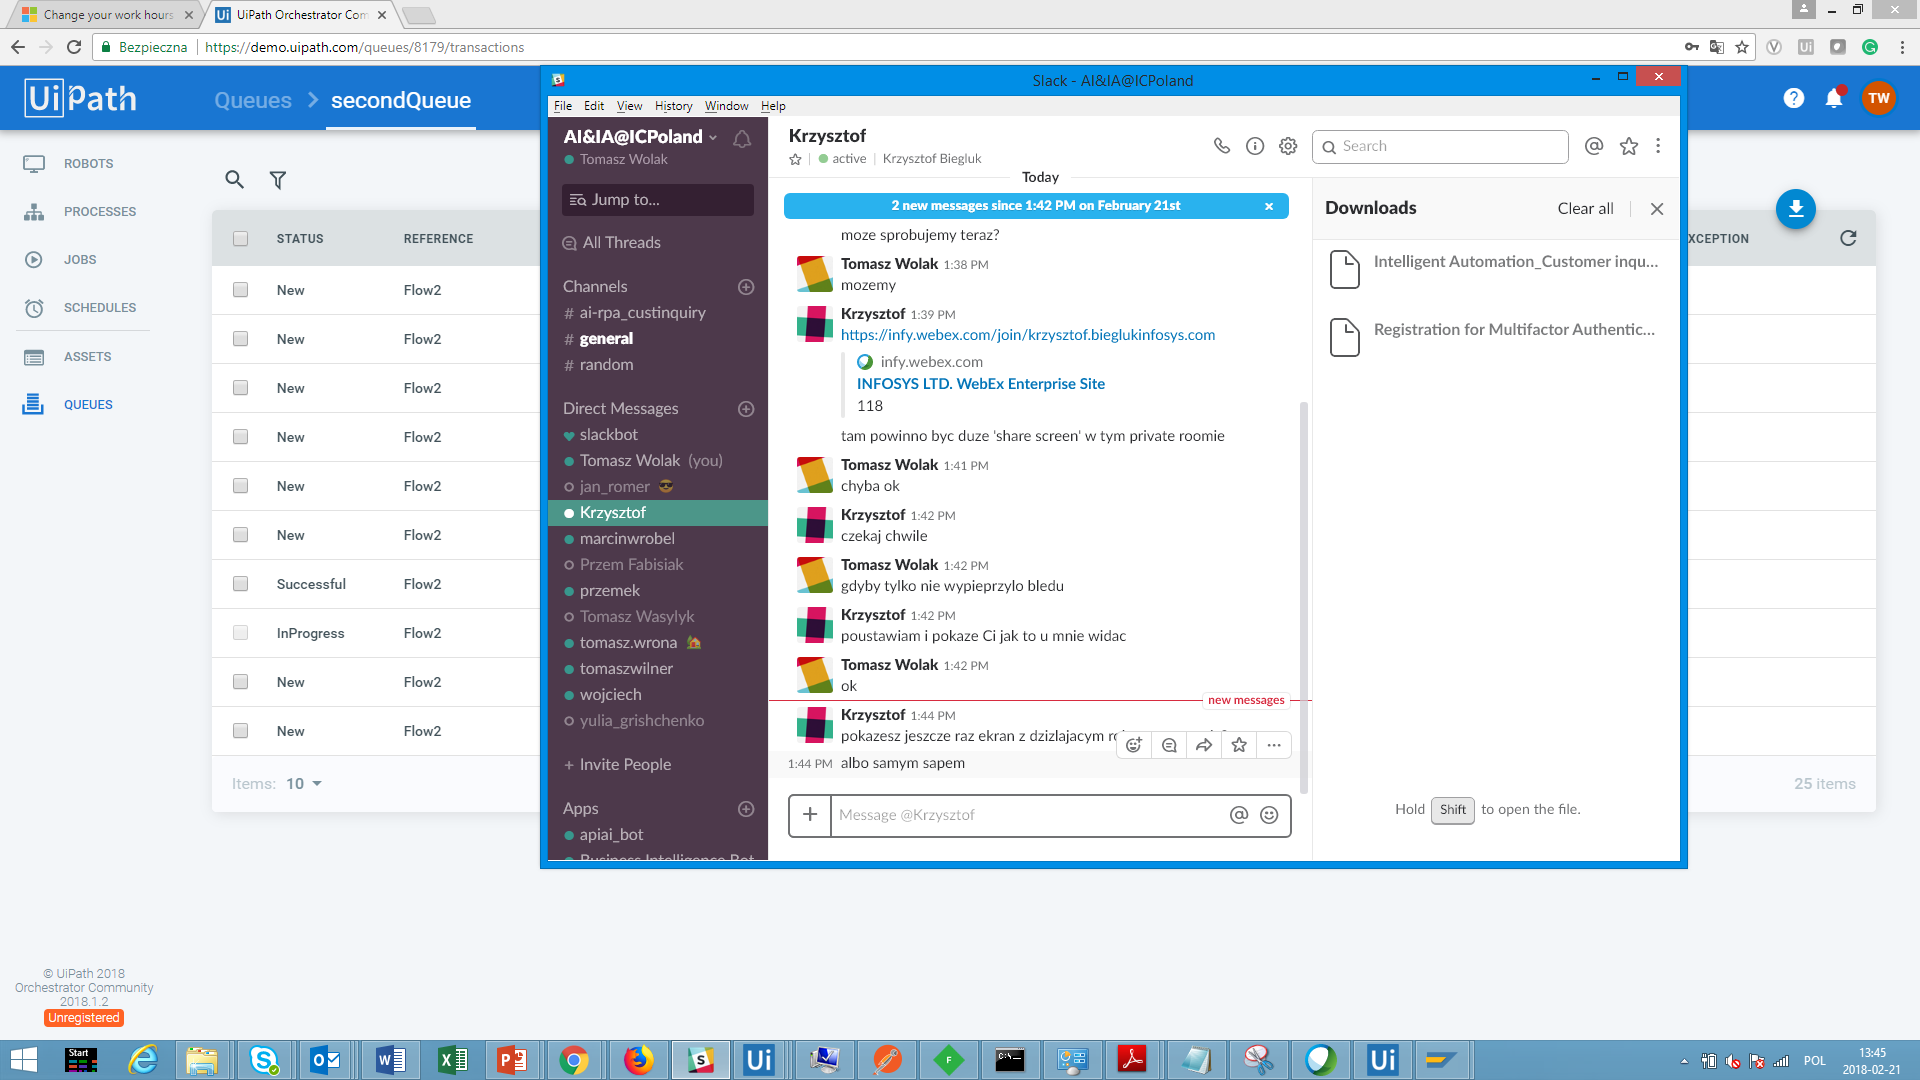 Change your work hours
UiPath Orchestrator Com
Bezpieczna
https://demo.uipath.com/queues/8179/transactions
UiPath
Queues
secondQueue
TW
ROBOTS
PROCESSES
JOBS
SCHEDULES
ASSETS
QUEUES
STATUS
REFERENCE
XCEPTION
New
Flow2
New
Flow2
New
Flow2
New
Flow2
New
Flow2
New
Flow2
Successful
Flow2
InProgress
Flow2
New
Flow2
New
Flow2
Items: 10
25 items
© UiPath 2018
Orchestrator Community
2018.1.2
Unregistered
Slack - AI&IA@ICPoland
File Edit View History Window Help
AI&IA@ICPoland
Tomasz Wolak
Jump to...
All Threads
Channels
# ai-rpa_custinquiry
# general
# random
Direct Messages
slackbot
Tomasz Wolak (you)
jan_romer
Krzysztof
marcinwrobel
Przem Fabisiak
przemek
Tomasz Wasylyk
tomasz.wrona
tomaszwilner
wojciech
yulia_grishchenko
+ Invite People
Apps
apiai_bot
Business Intelligence Bot
Krzysztof
active
Krzysztof Biegluk
Search
Today
2 new messages since 1:42 PM on February 21st
moze sprobujemy teraz?
Tomasz Wolak 1:38 PM
mozemy
Krzysztof 1:39 PM
https://infy.webex.com/join/krzysztof.bieglukinfosys.com
infy.webex.com
INFOSYS LTD. WebEx Enterprise Site
118
tam powinno byc duze 'share screen' w tym private roomie
Tomasz Wolak 1:41 PM
chyba ok
Krzysztof 1:42 PM
czekaj chwile
Tomasz Wolak 1:42 PM
gdyby tylko nie wypieprzylo bledu
Krzysztof 1:42 PM
poustawiam i pokaze Ci jak to u mnie widac
Tomasz Wolak 1:42 PM
ok
new messages
Krzysztof 1:44 PM
pokazesz jeszcze raz ekran z dzizlajacym
1:44 PM albo samym sapem
Message @Krzysztof
Downloads
Clear all
Intelligent Automation_Customer inqu...
Registration for Multifactor Authentic...
Hold Shift to open the file.
Start
POL
13:45
2018-02-21